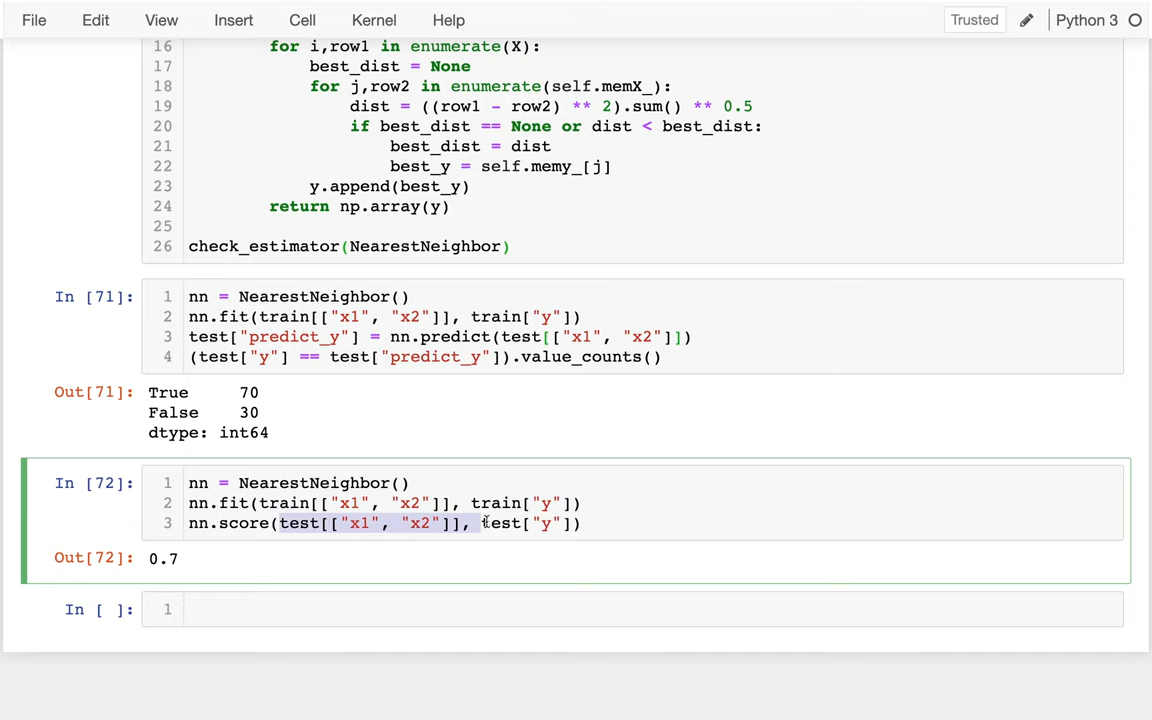 File Edit View Insert Cell Kernel Help Trusted Python 3
16 for i,row1 in enumerate(X):
17 best_dist = None
18 for j,row2 in enumerate(self.memX_):
19 dist = ((row1 - row2) ** 2).sum() ** 0.5
20 if best_dist == None or dist < best_dist:
21 best_dist = dist
22 best_y = self.memy_[j]
23 y.append(best_y)
24 return np.array(y)
25
26 check_estimator(NearestNeighbor)
In [71]: 1 nn = NearestNeighbor()
2 nn.fit(train[["x1", "x2"]], train["y"])
3 test["predict_y"] = nn.predict(test[["x1", "x2"]])
4 (test["y"] == test["predict_y"]).value_counts()
Out[71]: True 70
False 30
dtype: int64
In [72]: 1 nn = NearestNeighbor()
2 nn.fit(train[["x1", "x2"]], train["y"])
3 nn.score(test[["x1", "x2"]], test["y"])
Out[72]: 0.7
In [ ]: 1